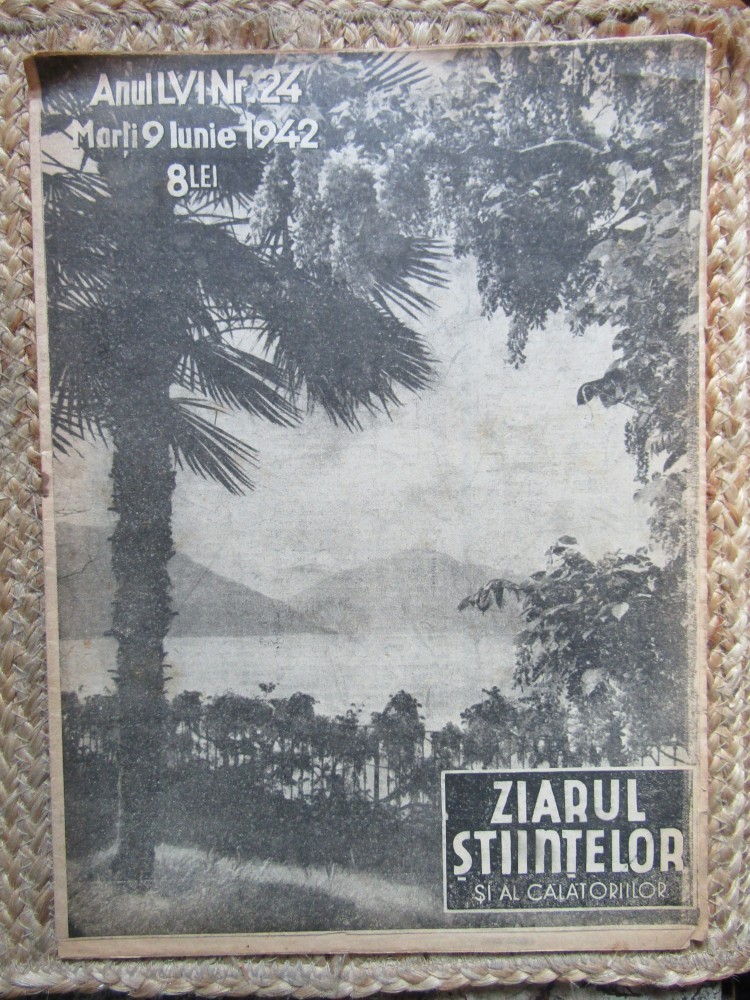 Anul LVI Nr. 24
Marți 9 Iunie 1942
8 LEI
ZIARUL
ȘTIINȚELOR
ȘI AL CĂLĂTORIILOR